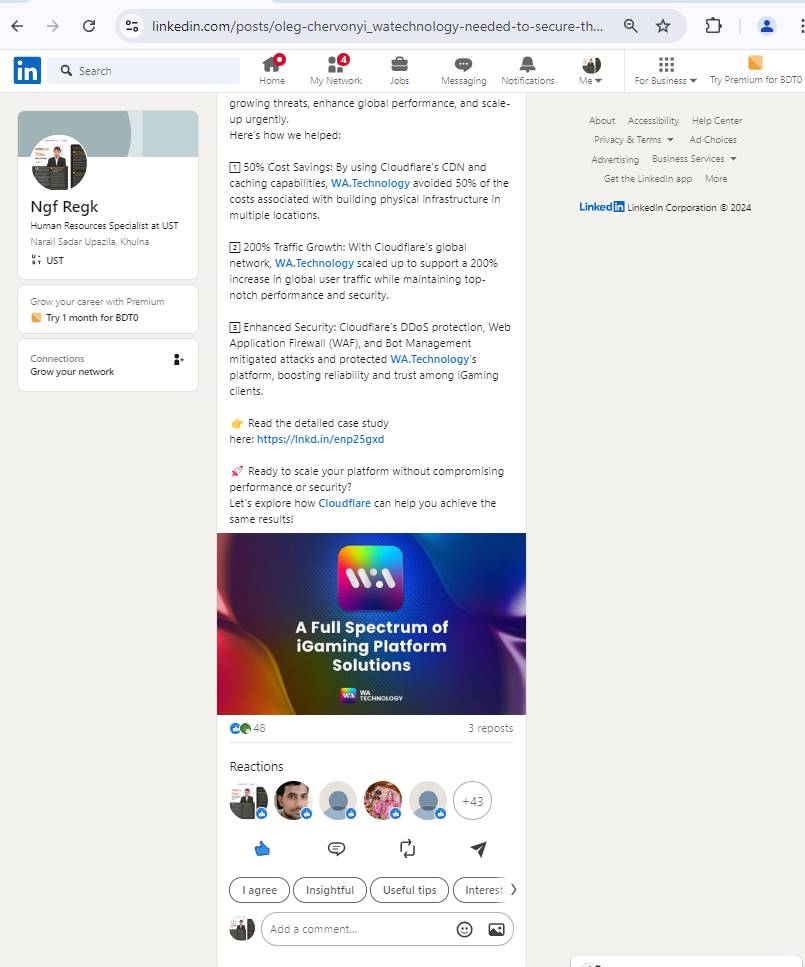 linkedin.com/posts/oleg-chervonyi_watechnology-needed-to-secure-th...
in
Search
Home
4
My Network
Jobs
Messaging
Notifications
Me
For Business
Try Premium for BDT0
Ngf Regk
Human Resources Specialist at UST
Narail Sadar Upazila, Khulna
UST
Grow your career with Premium
Try 1 month for BDT0
Connections
Grow your network
growing threats, enhance global performance, and scale-
up urgently.
Here's how we helped:
1 50% Cost Savings: By using Cloudflare's CDN and
caching capabilities, WA.Technology avoided 50% of the
costs associated with building physical infrastructure in
multiple locations.
2 200% Traffic Growth: With Cloudflare's global
network, WA.Technology scaled up to support a 200%
increase in global user traffic while maintaining top-
notch performance and security.
3 Enhanced Security: Cloudflare's DDoS protection, Web
Application Firewall (WAF), and Bot Management
mitigated attacks and protected WA.Technology's
platform, boosting reliability and trust among iGaming
clients.
👉 Read the detailed case study
here: https://lnkd.in/enp25gxd
🚀 Ready to scale your platform without compromising
performance or security?
Let's explore how Cloudflare can help you achieve the
same results!
WA
A Full Spectrum of
iGaming Platform
Solutions
WA
WA
TECHNOLOGY
48
3 reposts
Reactions
+43
I agree
Insightful
Useful tips
Interest
Add a comment...
About Accessibility Help Center
Privacy & Terms Ad Choices
Advertising Business Services
Get the LinkedIn app More
LinkedIn LinkedIn Corporation © 2024